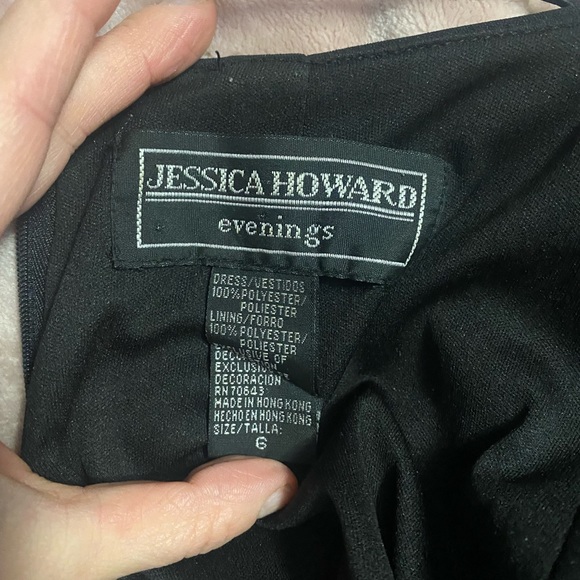 JESSICA HOWARD
evenings
DRESS/VESTIDOS
100% POLYESTER/
POLIESTER
LINING/FORRO
100% POLYESTER/
POLIESTER
OF
EXCLUSIV
DECORACION
RN 70643
MADE IN HONG KONG
HECHO EN HONG KONG
SIZE/TALLA:
6